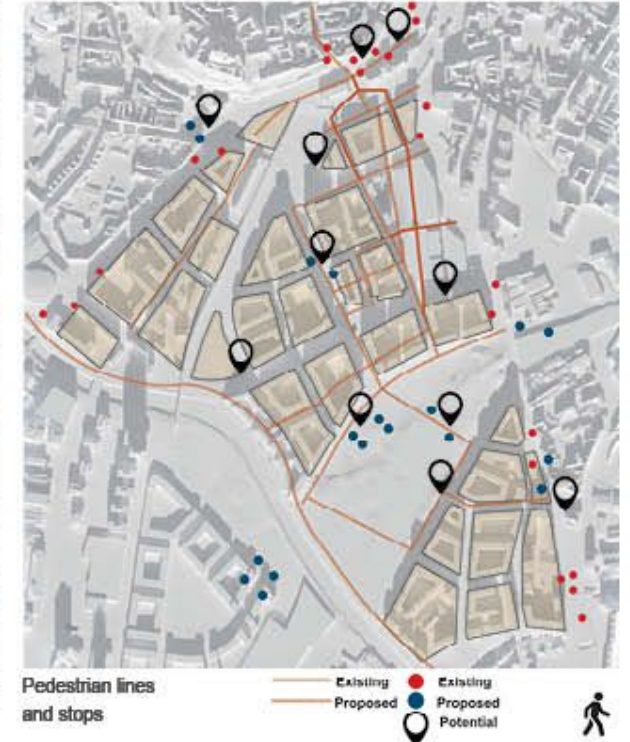 Pedestrian lines
and stops
Existing
Proposed
Existing
Proposed
Potential